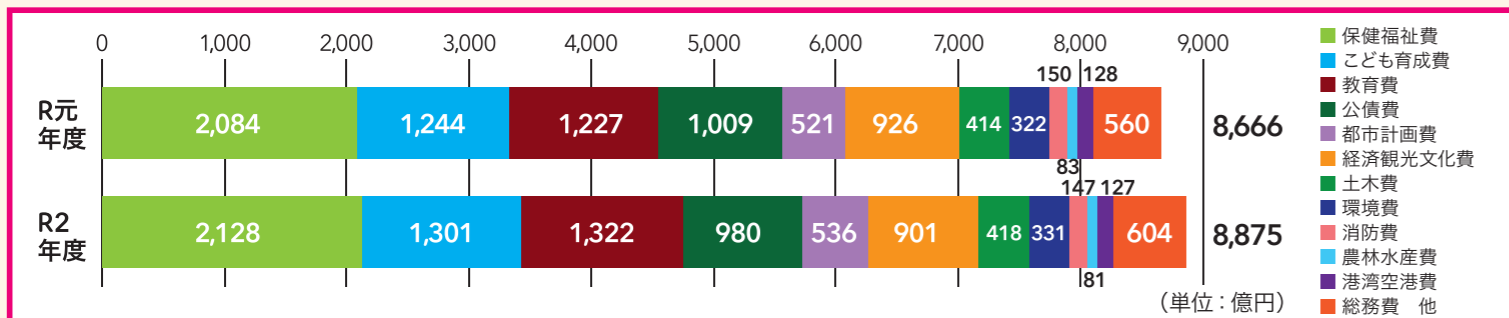 0 1,000 2,000 3,000 4,000 5,000 6,000 7,000 8,000 9,000
R元
年度
2,084 1,244 1,227 1,009 521 926 414 322 150 83 128 560 8,666
R2
年度
2,128 1,301 1,322 980 536 901 418 331 147 81 127 604 8,875
(単位:億円)
保健福祉費
こども育成費
教育費
公債費
都市計画費
経済観光文化費
土木費
環境費
消防費
農林水産費
港湾空港費
総務費 他